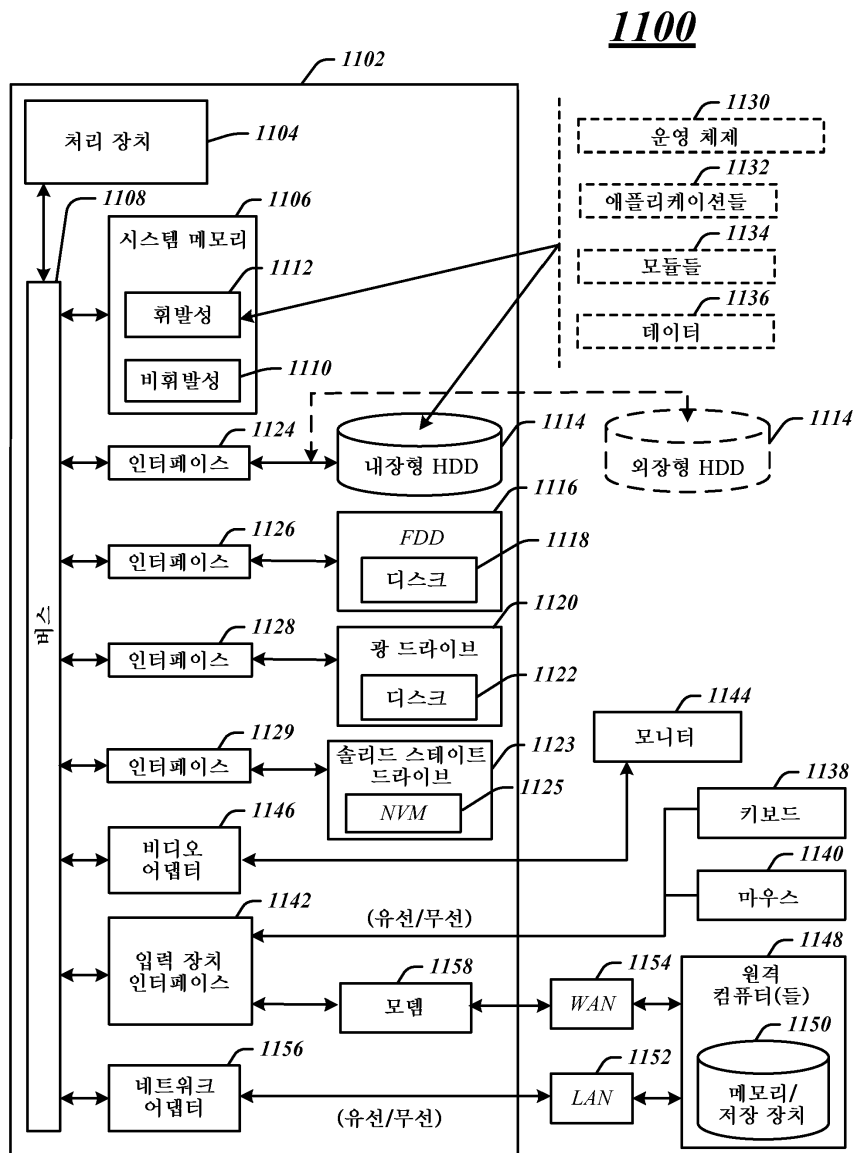 1100
1102
처리 장치
1104
1108
1106
시스템 메모리
1112
휘발성
1110
비휘발성
버스
1130
운영 체제
1132
애플리케이션들
1134
모듈들
1136
데이터
1124
인터페이스
내장형 HDD
1114
외장형 HDD
1114
1126
인터페이스
1116
FDD
1118
디스크
1128
인터페이스
1120
광 드라이브
1122
디스크
1129
인터페이스
솔리드 스테이트
드라이브
1123
1125
NVM
1144
모니터
1146
비디오
어댑터
1138
키보드
1140
마우스
1142
입력 장치
인터페이스
(유선/무선)
1158
모뎀
1154
WAN
1148
원격
컴퓨터(들)
1150
메모리/
저장 장치
1156
네트워크
어댑터
(유선/무선)
1152
LAN